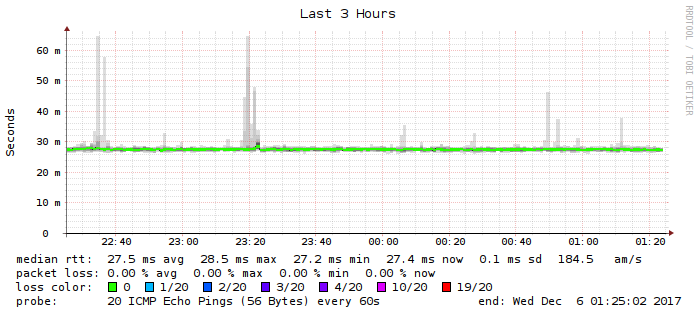 Last 3 Hours
RRDTOOL / TOBI OETIKER
Seconds
60 m
50 m
40 m
30 m
20 m
10 m
0
22:40 23:00 23:20 23:40 00:00 00:20 00:40 01:00 01:20
median rtt: 27.5 ms avg 28.5 ms max 27.2 ms min 27.4 ms now 0.1 ms sd 184.5 am/s
packet loss: 0.00 % avg 0.00 % max 0.00 % min 0.00 % now
loss color: 0 1/20 2/20 3/20 4/20 10/20 19/20
probe: 20 ICMP Echo Pings (56 Bytes) every 60s end: Wed Dec 6 01:25:02 2017